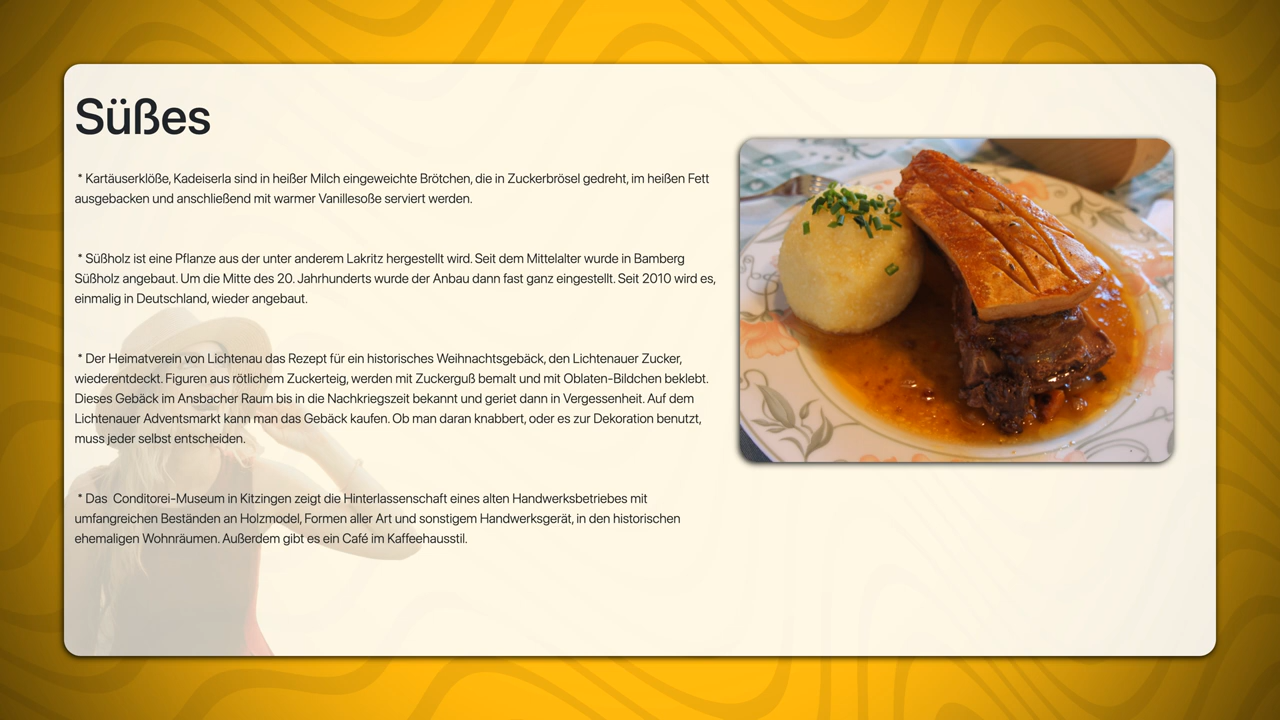 Süßes
* Kartäuserklöße, Kadeiserla sind in heißer Milch eingeweichte Brötchen, die in Zuckerbrösel gedreht, im heißen Fett
ausgebacken und anschließend mit warmer Vanillesoße serviert werden.
* Süßholz ist eine Pflanze aus der unter anderem Lakritz hergestellt wird. Seit dem Mittelalter wurde in Bamberg
Süßholz angebaut. Um die Mitte des 20. Jahrhunderts wurde der Anbau dann fast ganz eingestellt. Seit 2010 wird es,
einmalig in Deutschland, wieder angebaut.
* Der Heimatverein von Lichtenau das Rezept für ein historisches Weihnachtsgebäck, den Lichtenauer Zucker,
wiederentdeckt. Figuren aus rötlichem Zuckerteig, werden mit Zuckerguß bemalt und mit Oblaten-Bildchen beklebt.
Dieses Gebäck im Ansbacher Raum bis in die Nachkriegszeit bekannt und geriet dann in Vergessenheit. Auf dem
Lichtenauer Adventsmarkt kann man das Gebäck kaufen. Ob man daran knabbert, oder es zur Dekoration benutzt,
muss jeder selbst entscheiden.
* Das  Conditorei-Museum in Kitzingen zeigt die Hinterlassenschaft eines alten Handwerksbetriebes mit
umfangreichen Beständen an Holzmodel, Formen aller Art und sonstigem Handwerksgerät, in den historischen
ehemaligen Wohnräumen. Außerdem gibt es ein Café im Kaffeehausstil.